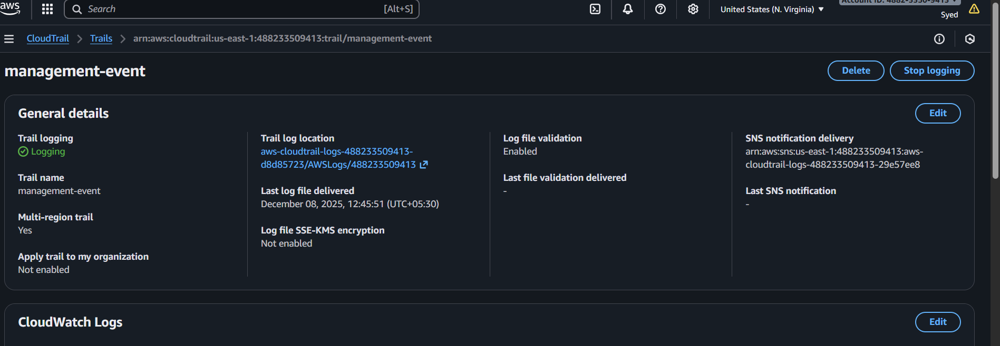 aws
Search [Alt+S]
United States (N. Virginia)
Account ID: 4882-3350-9413
Syed
CloudTrail > Trails > arn:aws:cloudtrail:us-east-1:488233509413:trail/management-event
management-event
Delete
Stop logging
General details
Edit
Trail logging
Logging
Trail name
management-event
Multi-region trail
Yes
Apply trail to my organization
Not enabled
Trail log location
aws-cloudtrail-logs-488233509413-
d8d85723/AWSLogs/488233509413
Last log file delivered
December 08, 2025, 12:45:51 (UTC+05:30)
Log file SSE-KMS encryption
Not enabled
Log file validation
Enabled
Last file validation delivered
-
SNS notification delivery
arn:aws:sns:us-east-1:488233509413:aws-
cloudtrail-logs-488233509413-29e57ee8
Last SNS notification
-
CloudWatch Logs
Edit